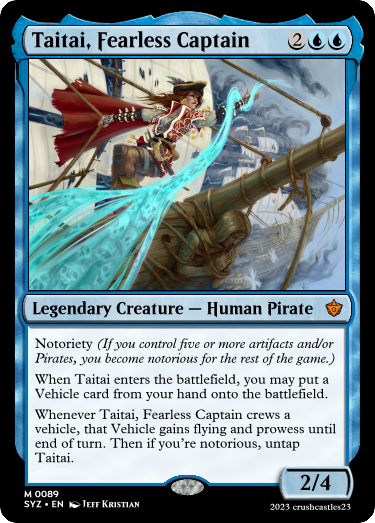 Taitai, Fearless Captain 2
Legendary Creature — Human Pirate
Notoriety (If you control five or more artifacts and/or
Pirates, you become notorious for the rest of the game.)
When Taitai enters the battlefield, you may put a
Vehicle card from your hand onto the battlefield.
Whenever Taitai, Fearless Captain crews a
vehicle, that Vehicle gains flying and prowess until
end of turn. Then if you're notorious, untap
Taitai.
2/4
M 0089
SYZ • EN Jeff Kristian
2023 crushcastles23